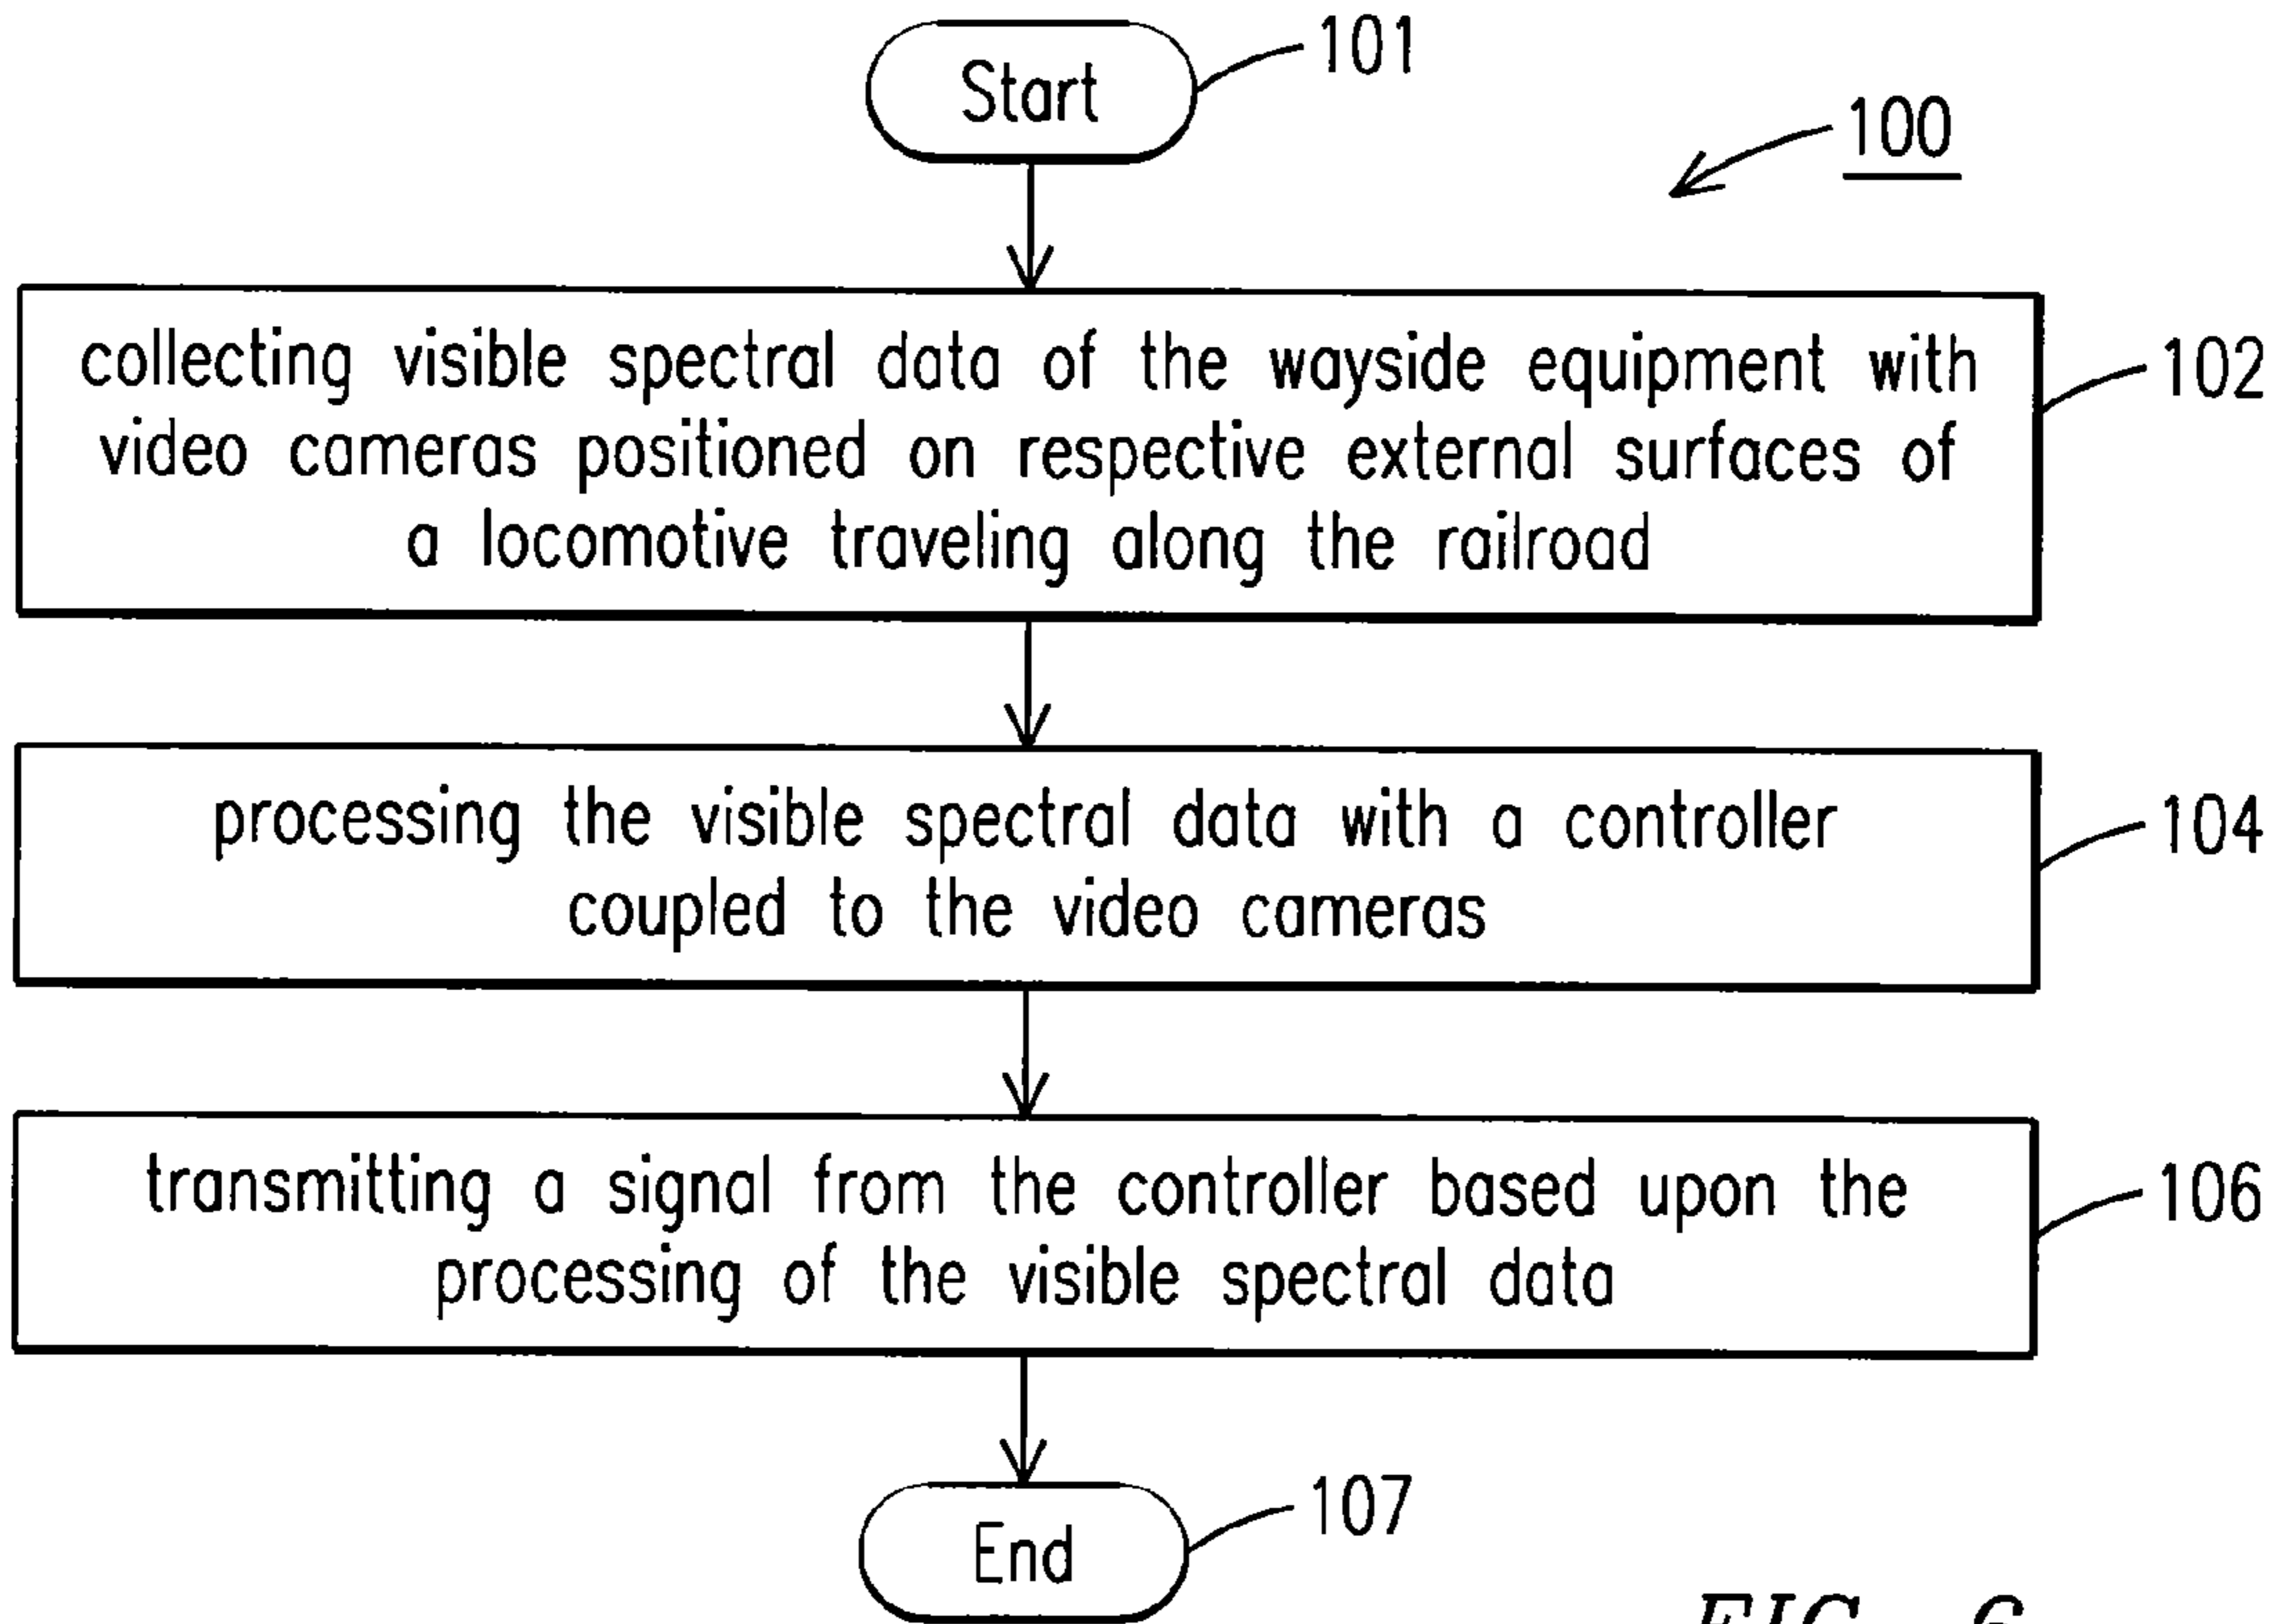 Start
101
100
collecting visible spectral data of the wayside equipment with
video cameras positioned on respective external surfaces of
a locomotive traveling along the railroad
102
processing the visible spectral data with a controller
coupled to the video cameras
104
transmitting a signal from the controller based upon the
processing of the visible spectral data
106
End
107
FIG. 6